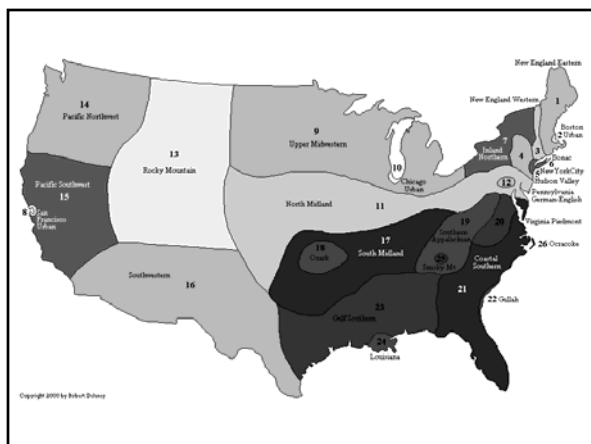 New England Eastern
1
14
Pacific Northwest
New England Western
9
Upper Midwestern
Boston
2 Urban
7
Inland
Northern
3
4
6
Bonac
13
Rocky Mountain
10
Chicago
Urban
5
New York City
Hudson Valley
12
Pennsylvania
German-English
Pacific Southwest
15
8
San
Francisco
Urban
North Midland
11
Virginia Piedmont
19
Southern
Appalachian
20
17
South Midland
18
Ozark
26 Ocracoke
Smoky Mt
Coastal
Southern
Southwestern
16
21
22 Gullah
23
Gulf Southern
24
Louisiana
Copyright 2000 by Robert Delaney